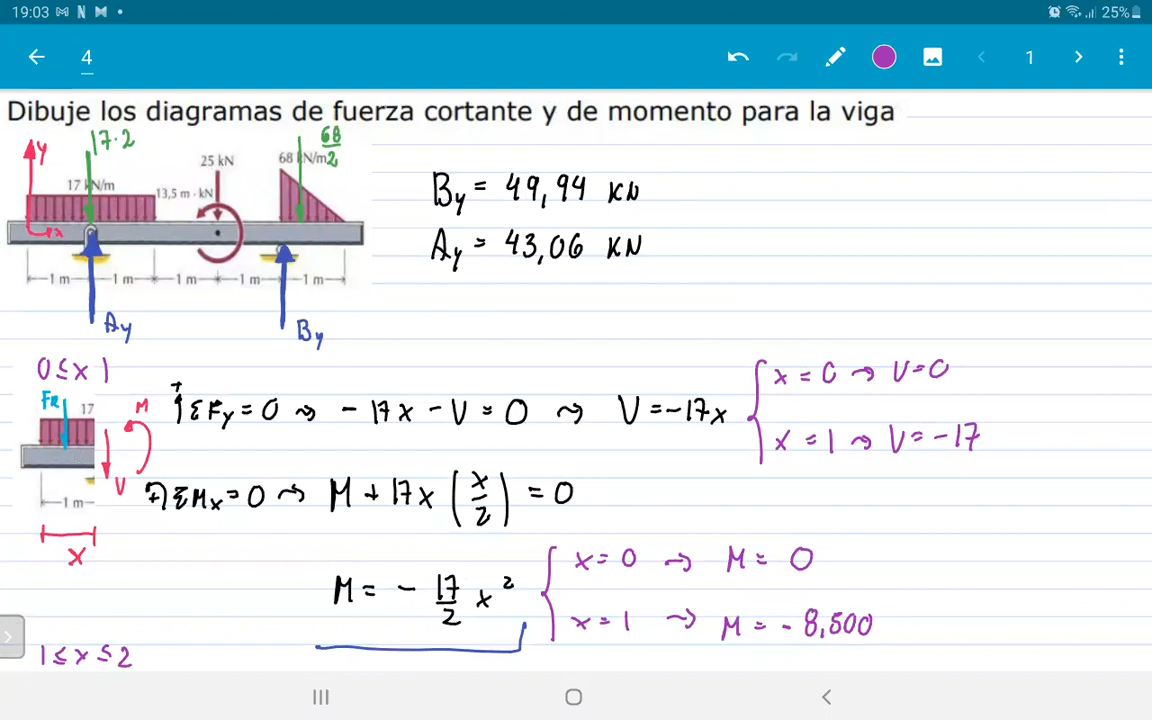 19:03 M N 25%
4 1
Dibuje los diagramas de fuerza cortante y de momento para la viga
y 17·2 68/2
25 kN 68 kN/m
17 kN/m 13,5 m · kN
x
1 m 1 m 1 m 1 m 1 m
Ay By
By = 49,94 KN
Ay = 43,06 KN
0 ≤ x 1
FR 17 M
V
1 m
x
+↑ΣFy = 0 ⇝ - 17x - V = 0 ⇝ V = -17x
x = 0 ⇝ V = 0
x = 1 ⇝ V = -17
ΣMx = 0 ⇝ M + 17x (x/2) = 0
M = - 17/2 x²
x = 0 ⇝ M = 0
x = 1 ⇝ M = - 8,500
1 ≤ x ≤ 2